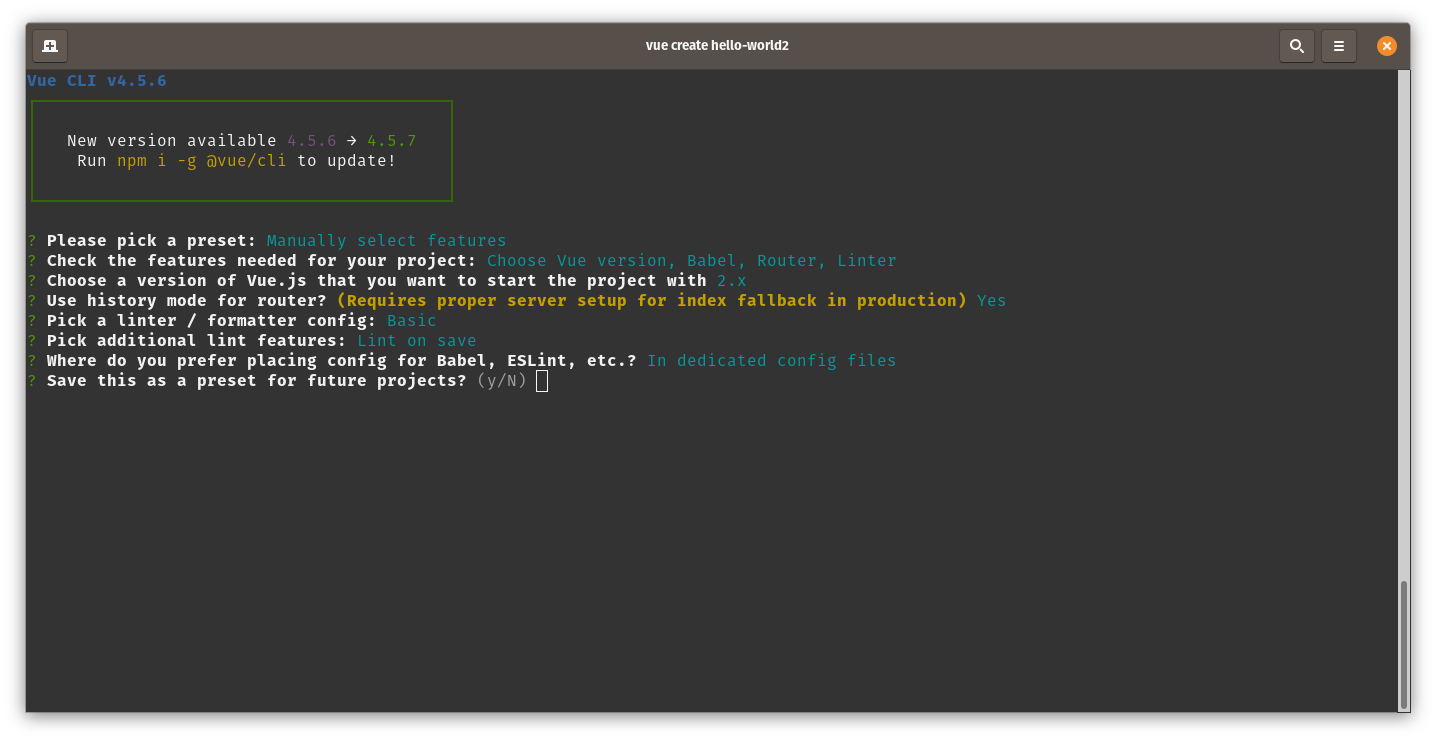 vue create hello-world2
Vue CLI v4.5.6
New version available 4.5.6 → 4.5.7
Run npm i -g @vue/cli to update!
? Please pick a preset: Manually select features
? Check the features needed for your project: Choose Vue version, Babel, Router, Linter
? Choose a version of Vue.js that you want to start the project with 2.x
? Use history mode for router? (Requires proper server setup for index fallback in production) Yes
? Pick a linter / formatter config: Basic
? Pick additional lint features: Lint on save
? Where do you prefer placing config for Babel, ESLint, etc.? In dedicated config files
? Save this as a preset for future projects? (y/N)